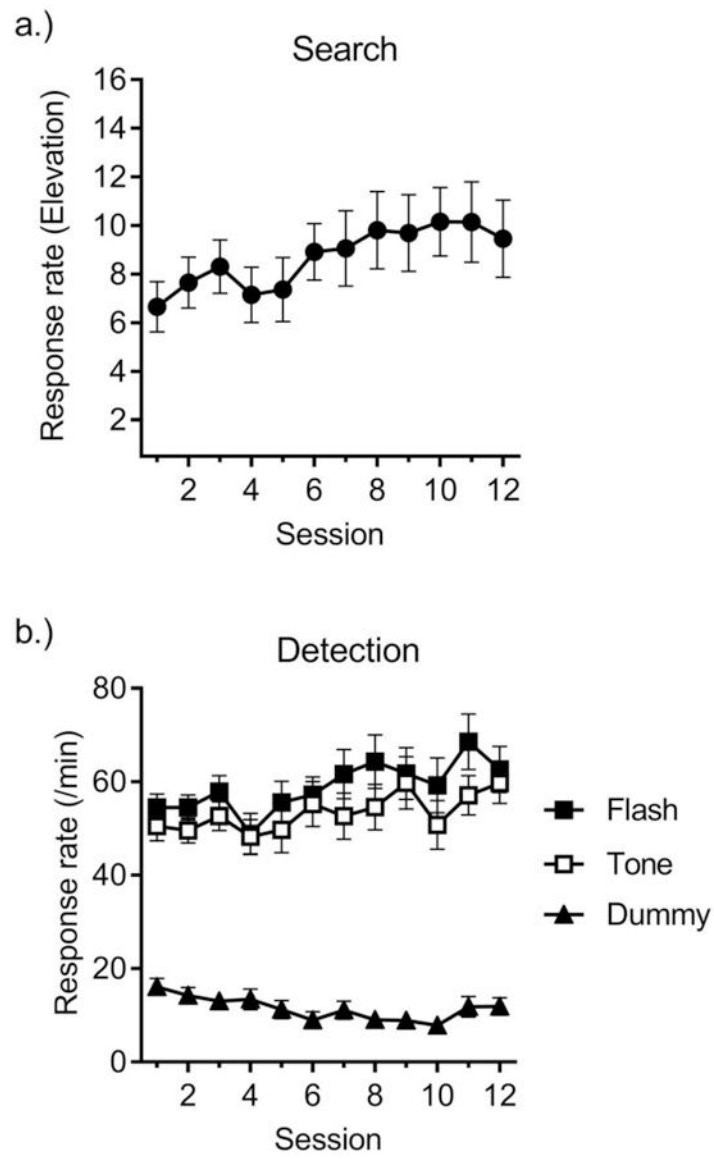 a.)
Search
Response rate (Elevation)
16
14
12
10
8
6
4
2
2 4 6 8 10 12
Session
b.)
Detection
Response rate (/min)
80
60
40
20
0
2 4 6 8 10 12
Session
Flash
Tone
Dummy